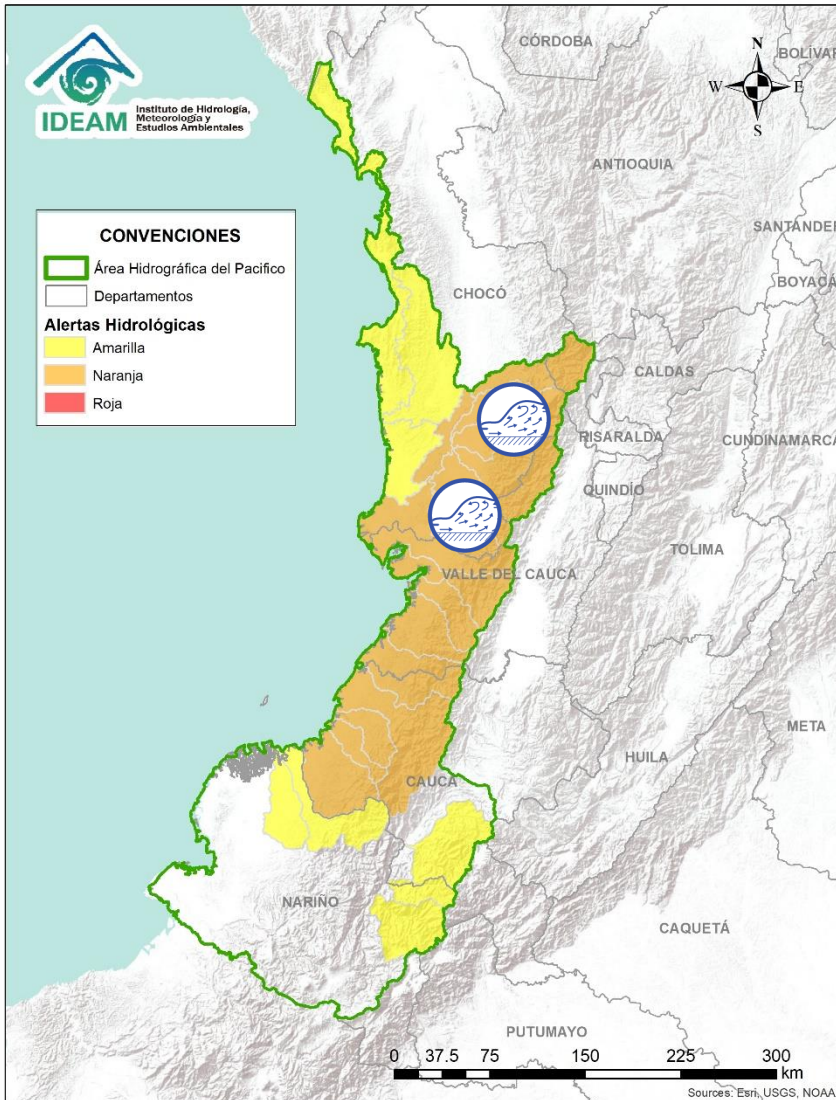 IDEAM
Instituto de Hidrología,
Meteorología y
Estudios Ambientales
N
W
E
S
CÓRDOBA
BOLÍVAR
ANTIOQUIA
SANTANDER
BOYACÁ
CONVENCIONES
Área Hidrográfica del Pacifico
Departamentos
Alertas Hidrológicas
Amarilla
Naranja
Roja
CHOCÓ
CALDAS
RISARALDA
CUNDINAMARCA
QUINDÍO
TOLIMA
VALLE DEL CAUCA
META
HUILA
CAUCA
NARIÑO
CAQUETÁ
PUTUMAYO
0 37.5 75 150 225 300
km
Sources: Esri, USGS, NOAA